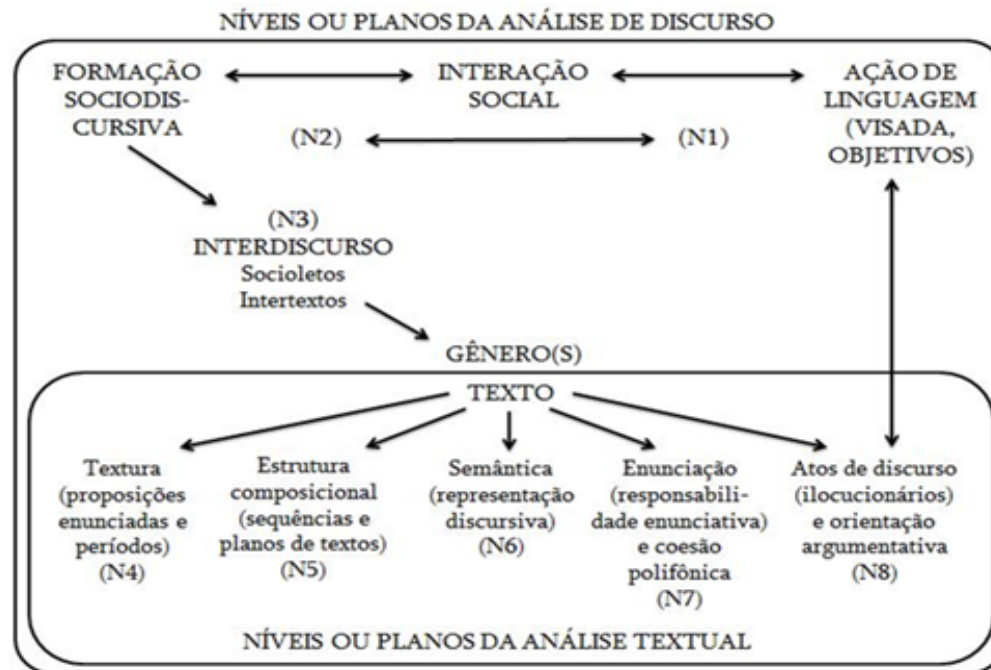 NÍVEIS OU PLANOS DA ANÁLISE DE DISCURSO
FORMAÇÃO
SOCIODIS-
CURSIVA
INTERAÇÃO
SOCIAL
AÇÃO DE
LINGUAGEM
(VISADA,
OBJETIVOS)
(N2)
(N1)
(N3)
INTERDISCURSO
Socioletos
Intertextos
GÊNERO(S)
TEXTO
Textura
(proposições
enunciadas e
períodos)
(N4)
Estrutura
composicional
(sequências e
planos de textos)
(N5)
Semântica
(representação
discursiva)
(N6)
Enunciação
(responsabili-
dade enunciativa)
e coesão
polifônica
(N7)
Atos de discurso
(ilocucionários)
e orientação
argumentativa
(N8)
NÍVEIS OU PLANOS DA ANÁLISE TEXTUAL